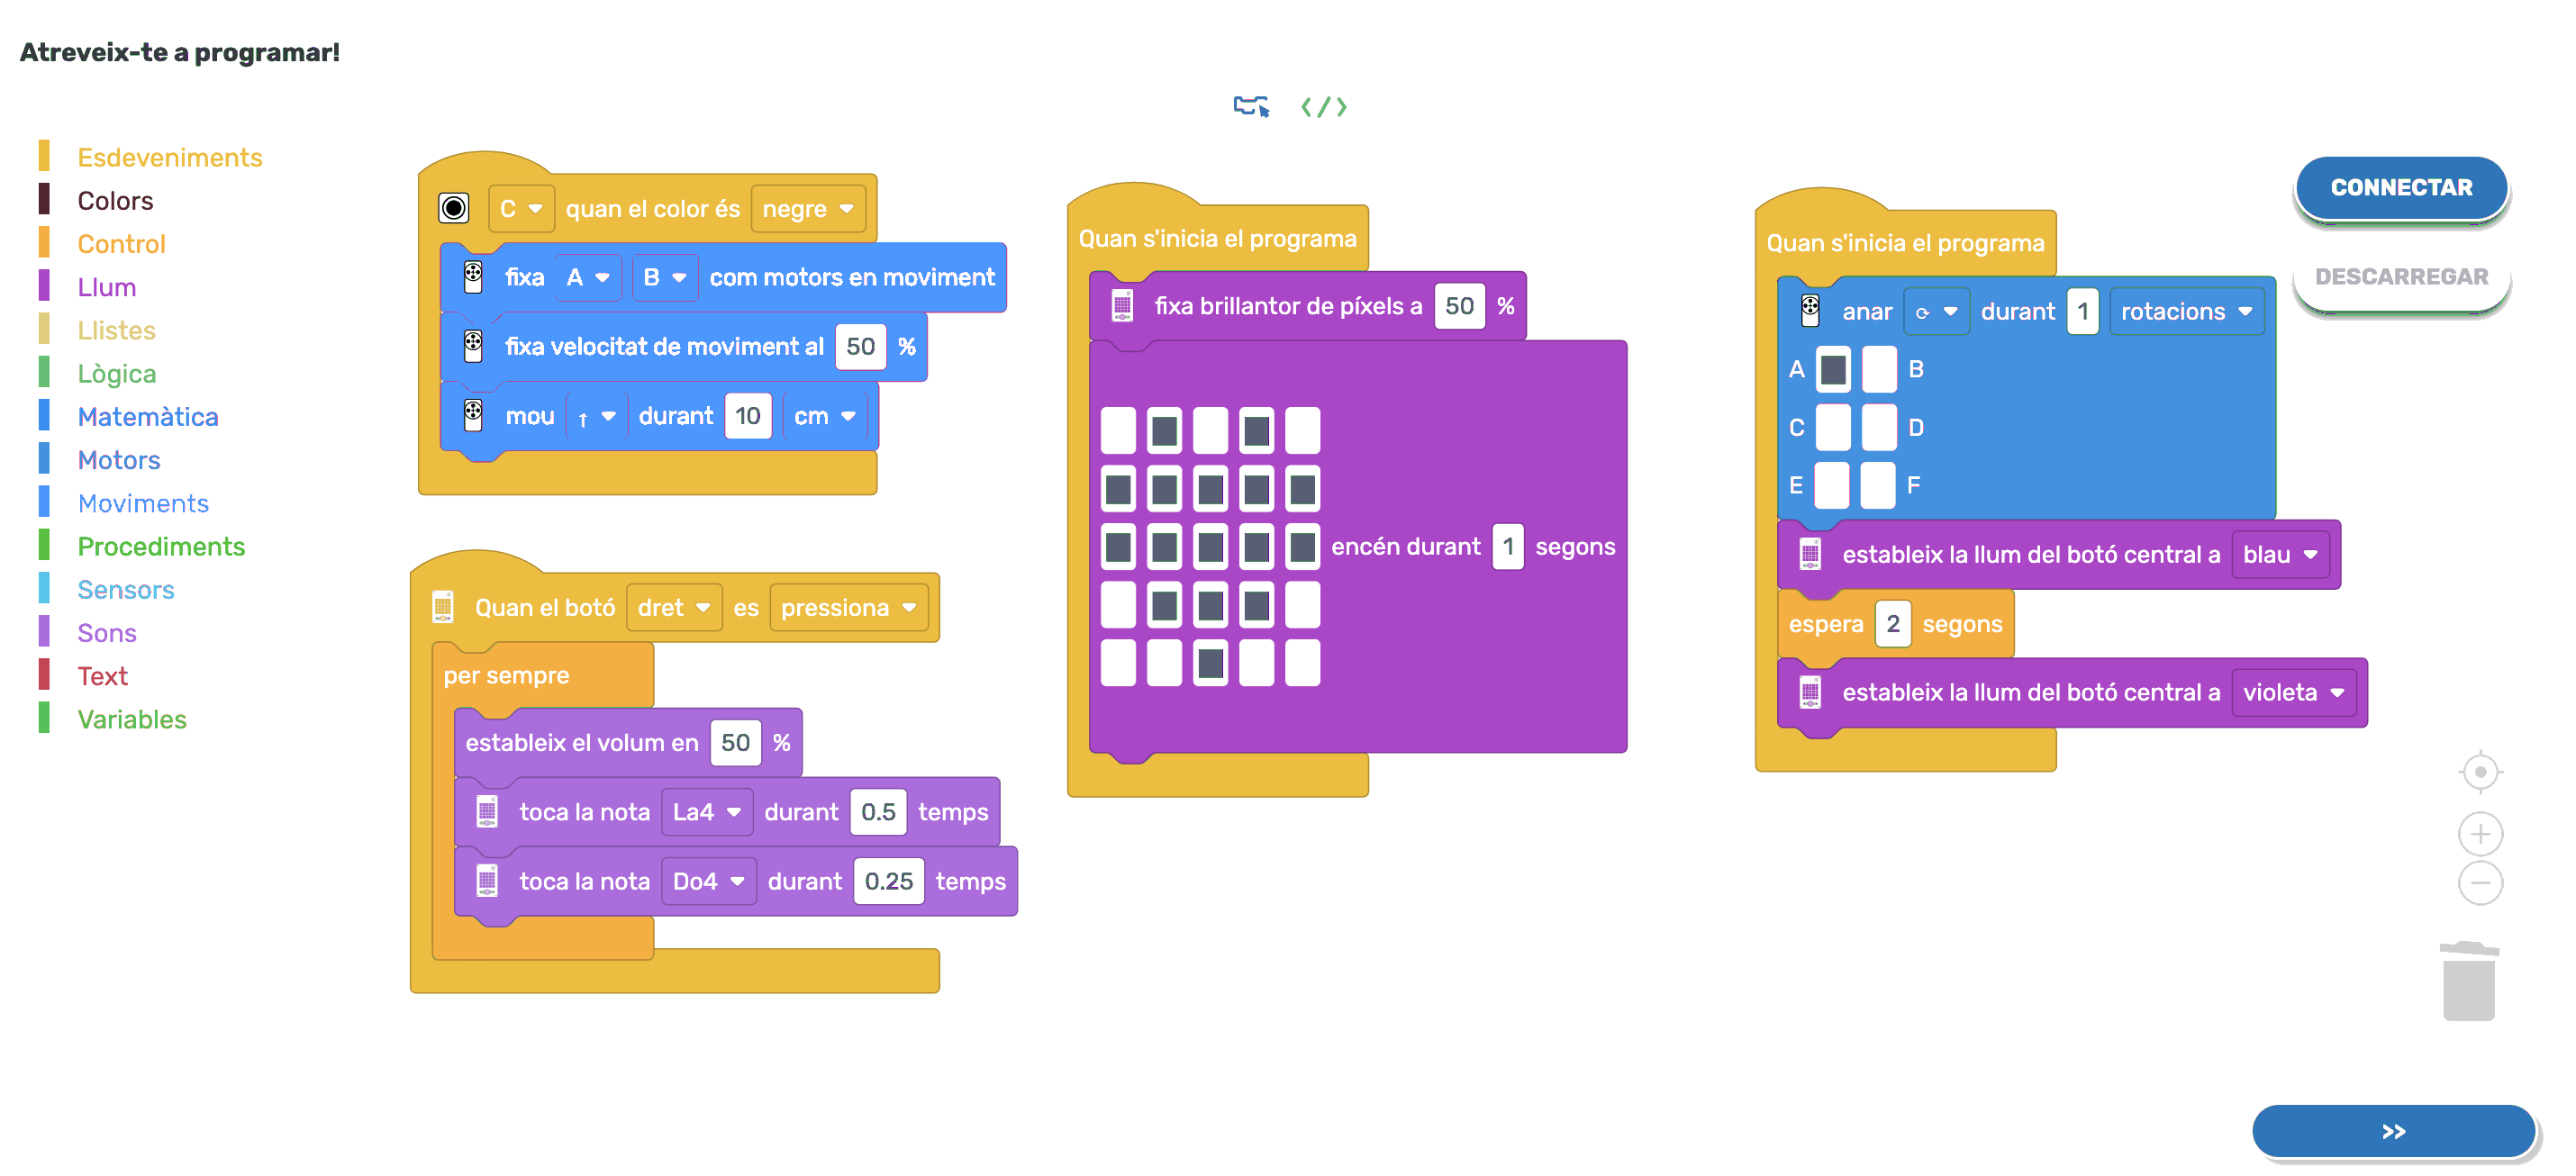 Atreveix-te a programar!
Esdeveniments
Colors
Control
Llum
Llistes
Lògica
Matemàtica
Motors
Moviments
Procediments
Sensors
Sons
Text
Variables
C quan el color és negre
fixa A B com motors en moviment
fixa velocitat de moviment al 50 %
mou ↑ durant 10 cm
Quan el botó dret es pressiona
per sempre
estableix el volum en 50 %
toca la nota La4 durant 0.5 temps
toca la nota Do4 durant 0.25 temps
Quan s'inicia el programa
fixa brillantor de píxels a 50 %
encén durant 1 segons
Quan s'inicia el programa
anar ⟳ durant 1 rotacions
A B
C D
E F
estableix la llum del botó central a blau
espera 2 segons
estableix la llum del botó central a violeta
CONNECTAR
DESCARREGAR